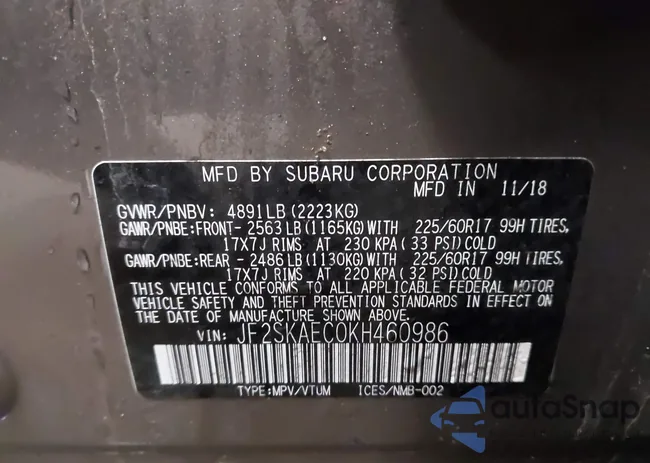 MFD BY SUBARU CORPORATION
MFD IN 11/18
GVWR/PNBV: 4891LB(2223KG)
GAWR/PNBE:FRONT-2563LB(1165KG)WITH 225/60R17 99H TIRES,
17X7J RIMS AT 230 KPA(33 PSI)COLD
GAWR/PNBE:REAR -2486LB(1130KG)WITH 225/60R17 99H TIRES,
17X7J RIMS AT 220 KPA(32 PSI)COLD
THIS VEHICLE CONFORMS TO ALL APPLICABLE FEDERAL MOTOR
VEHICLE SAFETY AND THEFT PREVENTION STANDARDS IN EFFECT ON
THE DATE OF MANUFACTURE SHOWN ABOVE.
VIN: JF2SKAEC0KH460986
TYPE:MPV/VTUM ICES/NMB-002
autoSnap